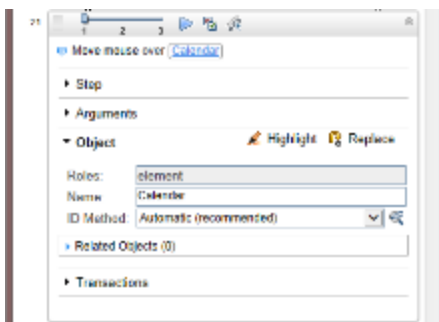 21
1 2 3
Move mouse over [Calendar]
Step
Arguments
Object Highlight Replace
Roles: element
Name Calendar
ID Method: Automatic (recommended)
Related Objects (0)
Transactions